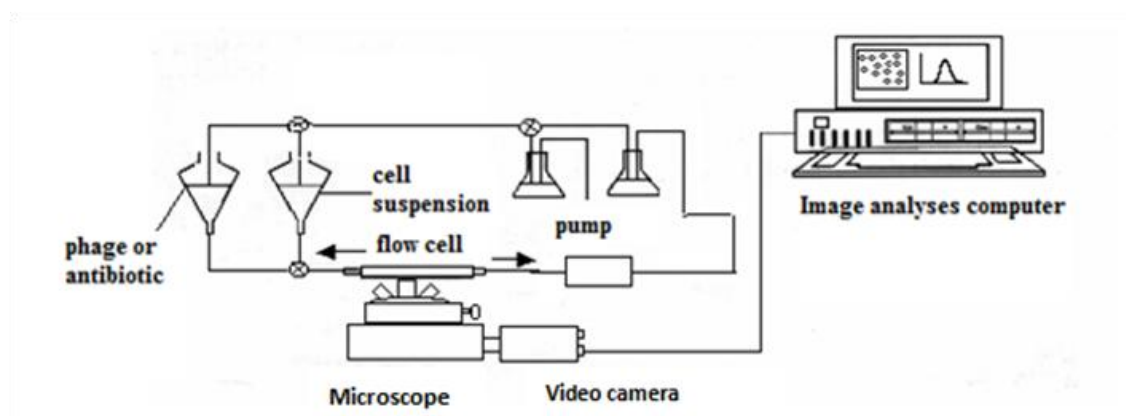 cell
suspension
phage or
antibiotic
flow cell
pump
Image analyses computer
Microscope
Video camera